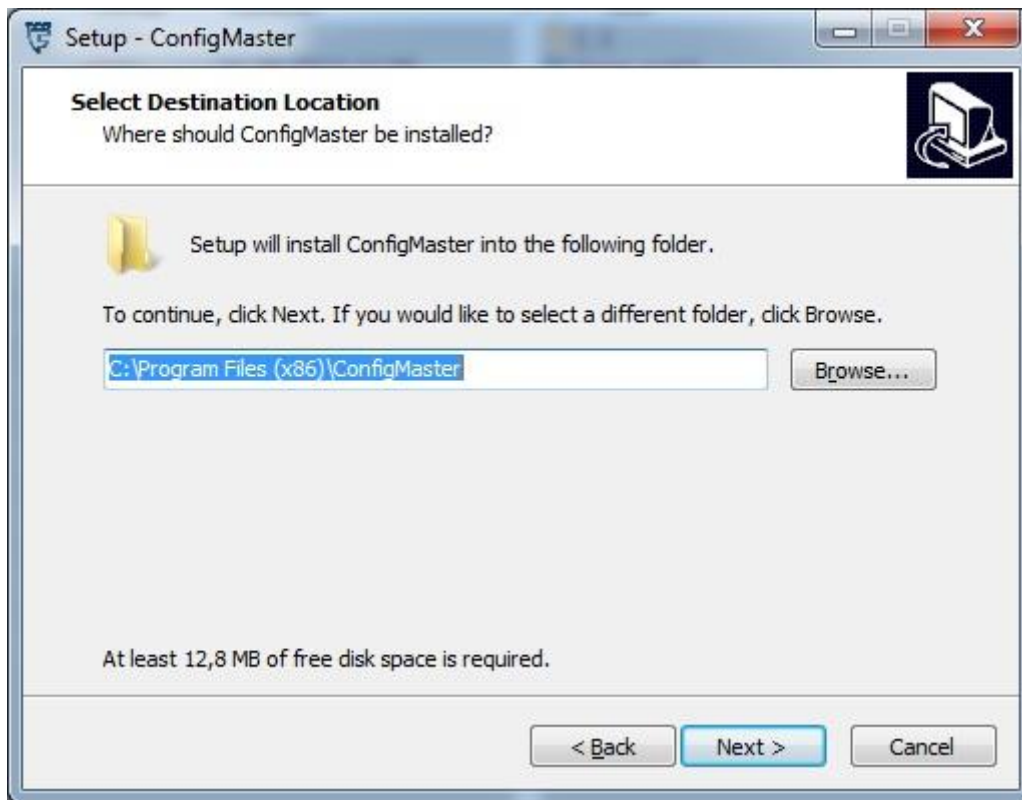 Setup - ConfigMaster
Select Destination Location
Where should ConfigMaster be installed?
Setup will install ConfigMaster into the following folder.
To continue, click Next. If you would like to select a different folder, click Browse.
C:\Program Files (x86)\ConfigMaster
Browse...
At least 12,8 MB of free disk space is required.
< Back
Next >
Cancel